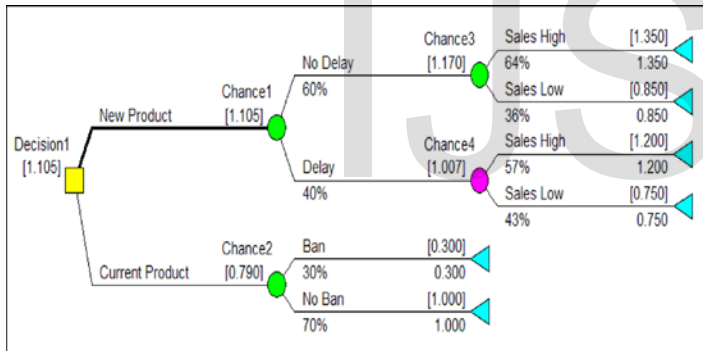 IJS
Chance3 Sales High [1.350]
No Delay [1.170] 64% 1.350
Chance1 60% Sales Low [0.850]
New Product [1.105] 36% 0.850
Decision1 Chance4 Sales High [1.200]
[1.105] Delay [1.007] 57% 1.200
40% Sales Low [0.750]
43% 0.750
Chance2 Ban [0.300]
Current Product [0.790] 30% 0.300
No Ban [1.000]
70% 1.000